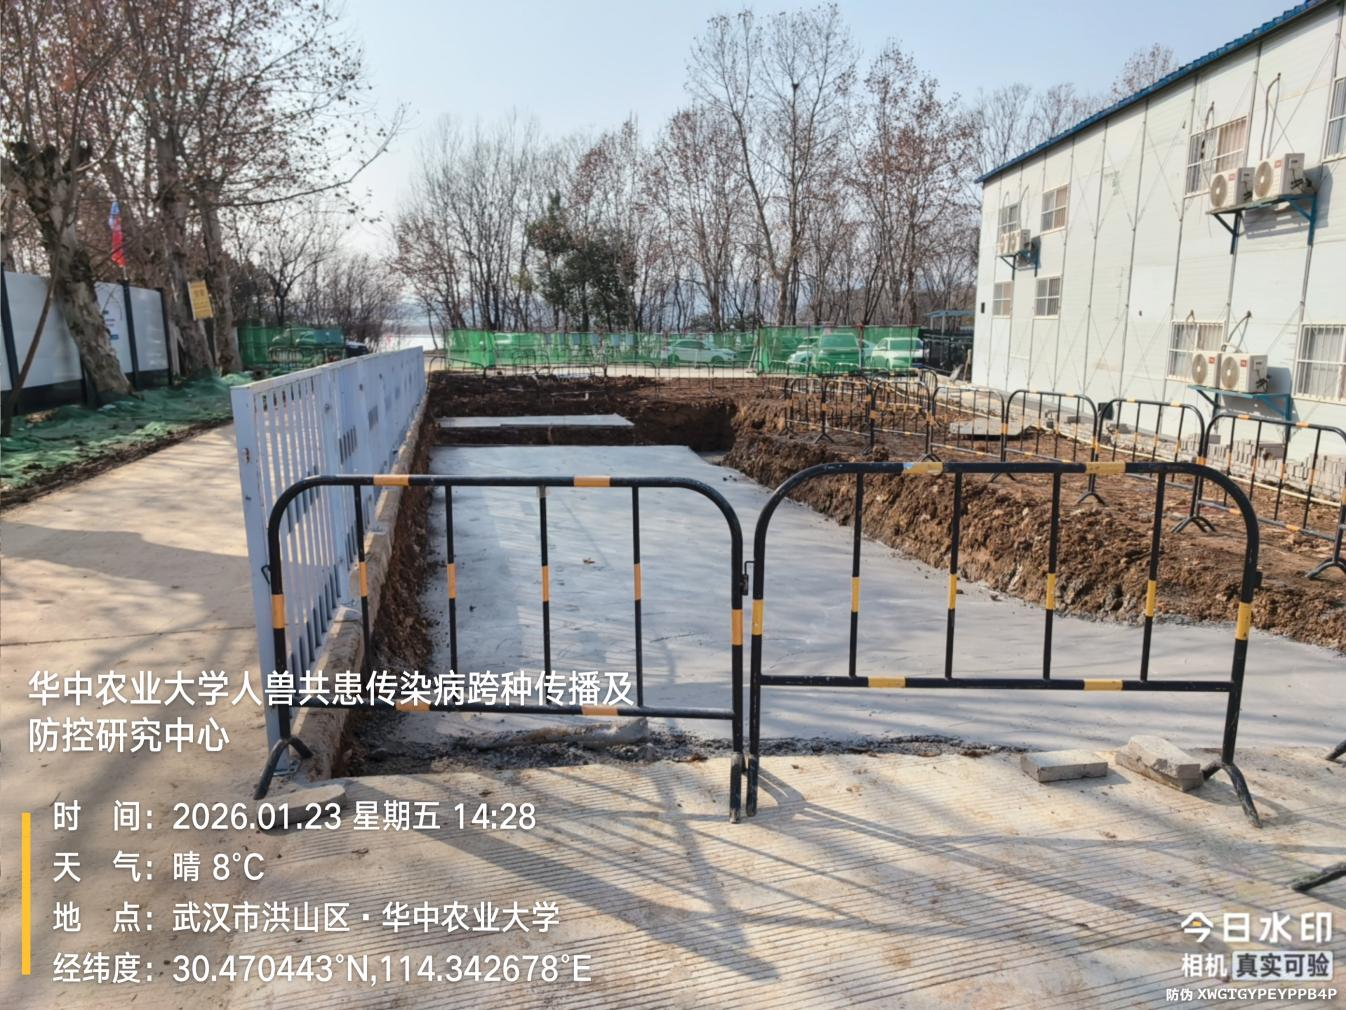 华中农业大学人兽共患传染病跨种传播及
防控研究中心
时 间：2026.01.23 星期五 14:28
天 气：晴 8°C
地 点：武汉市洪山区·华中农业大学
经纬度：30.470443°N,114.342678°E
今日水印
相机 真实可验
防伪 XWGTGYPEYPPB4P